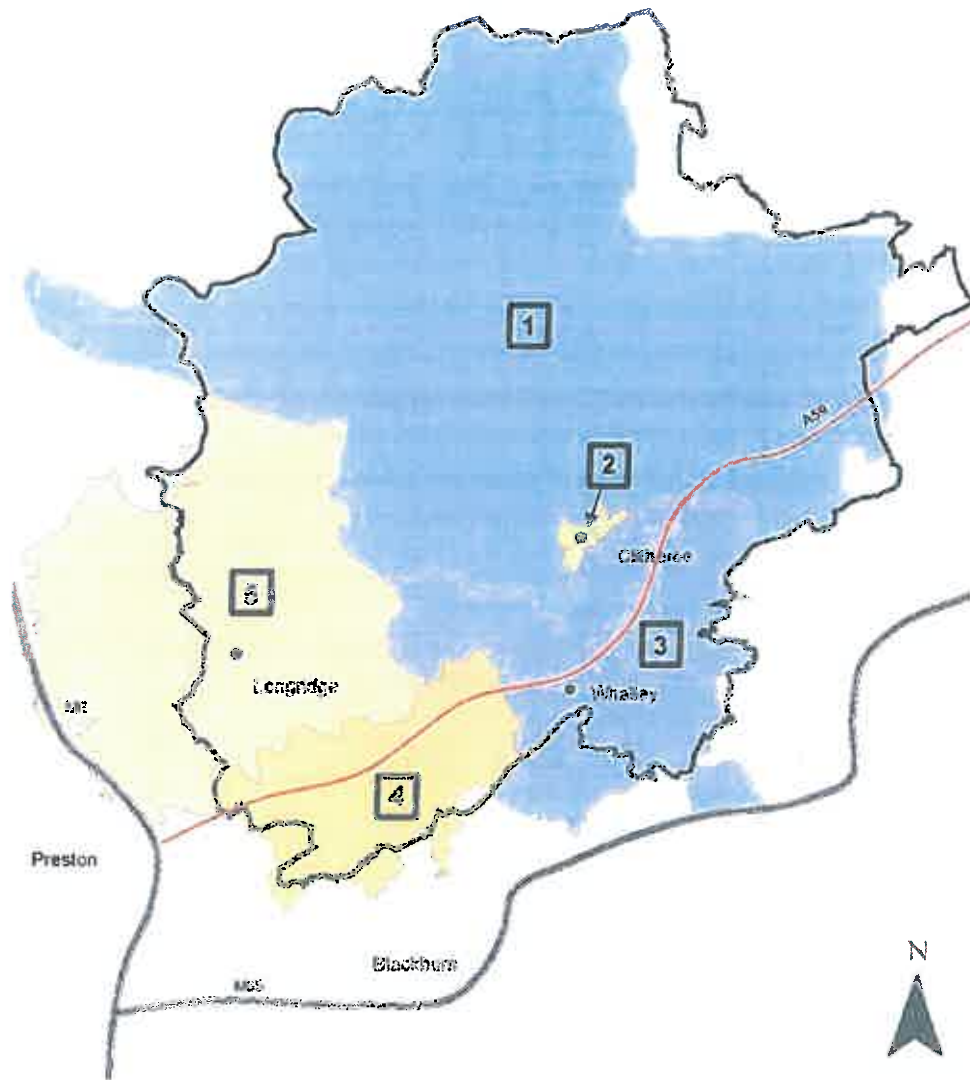 1
A59
2
Clitheroe
3
5
Longridge
Whalley
M6
4
Preston
Blackburn
M65
N